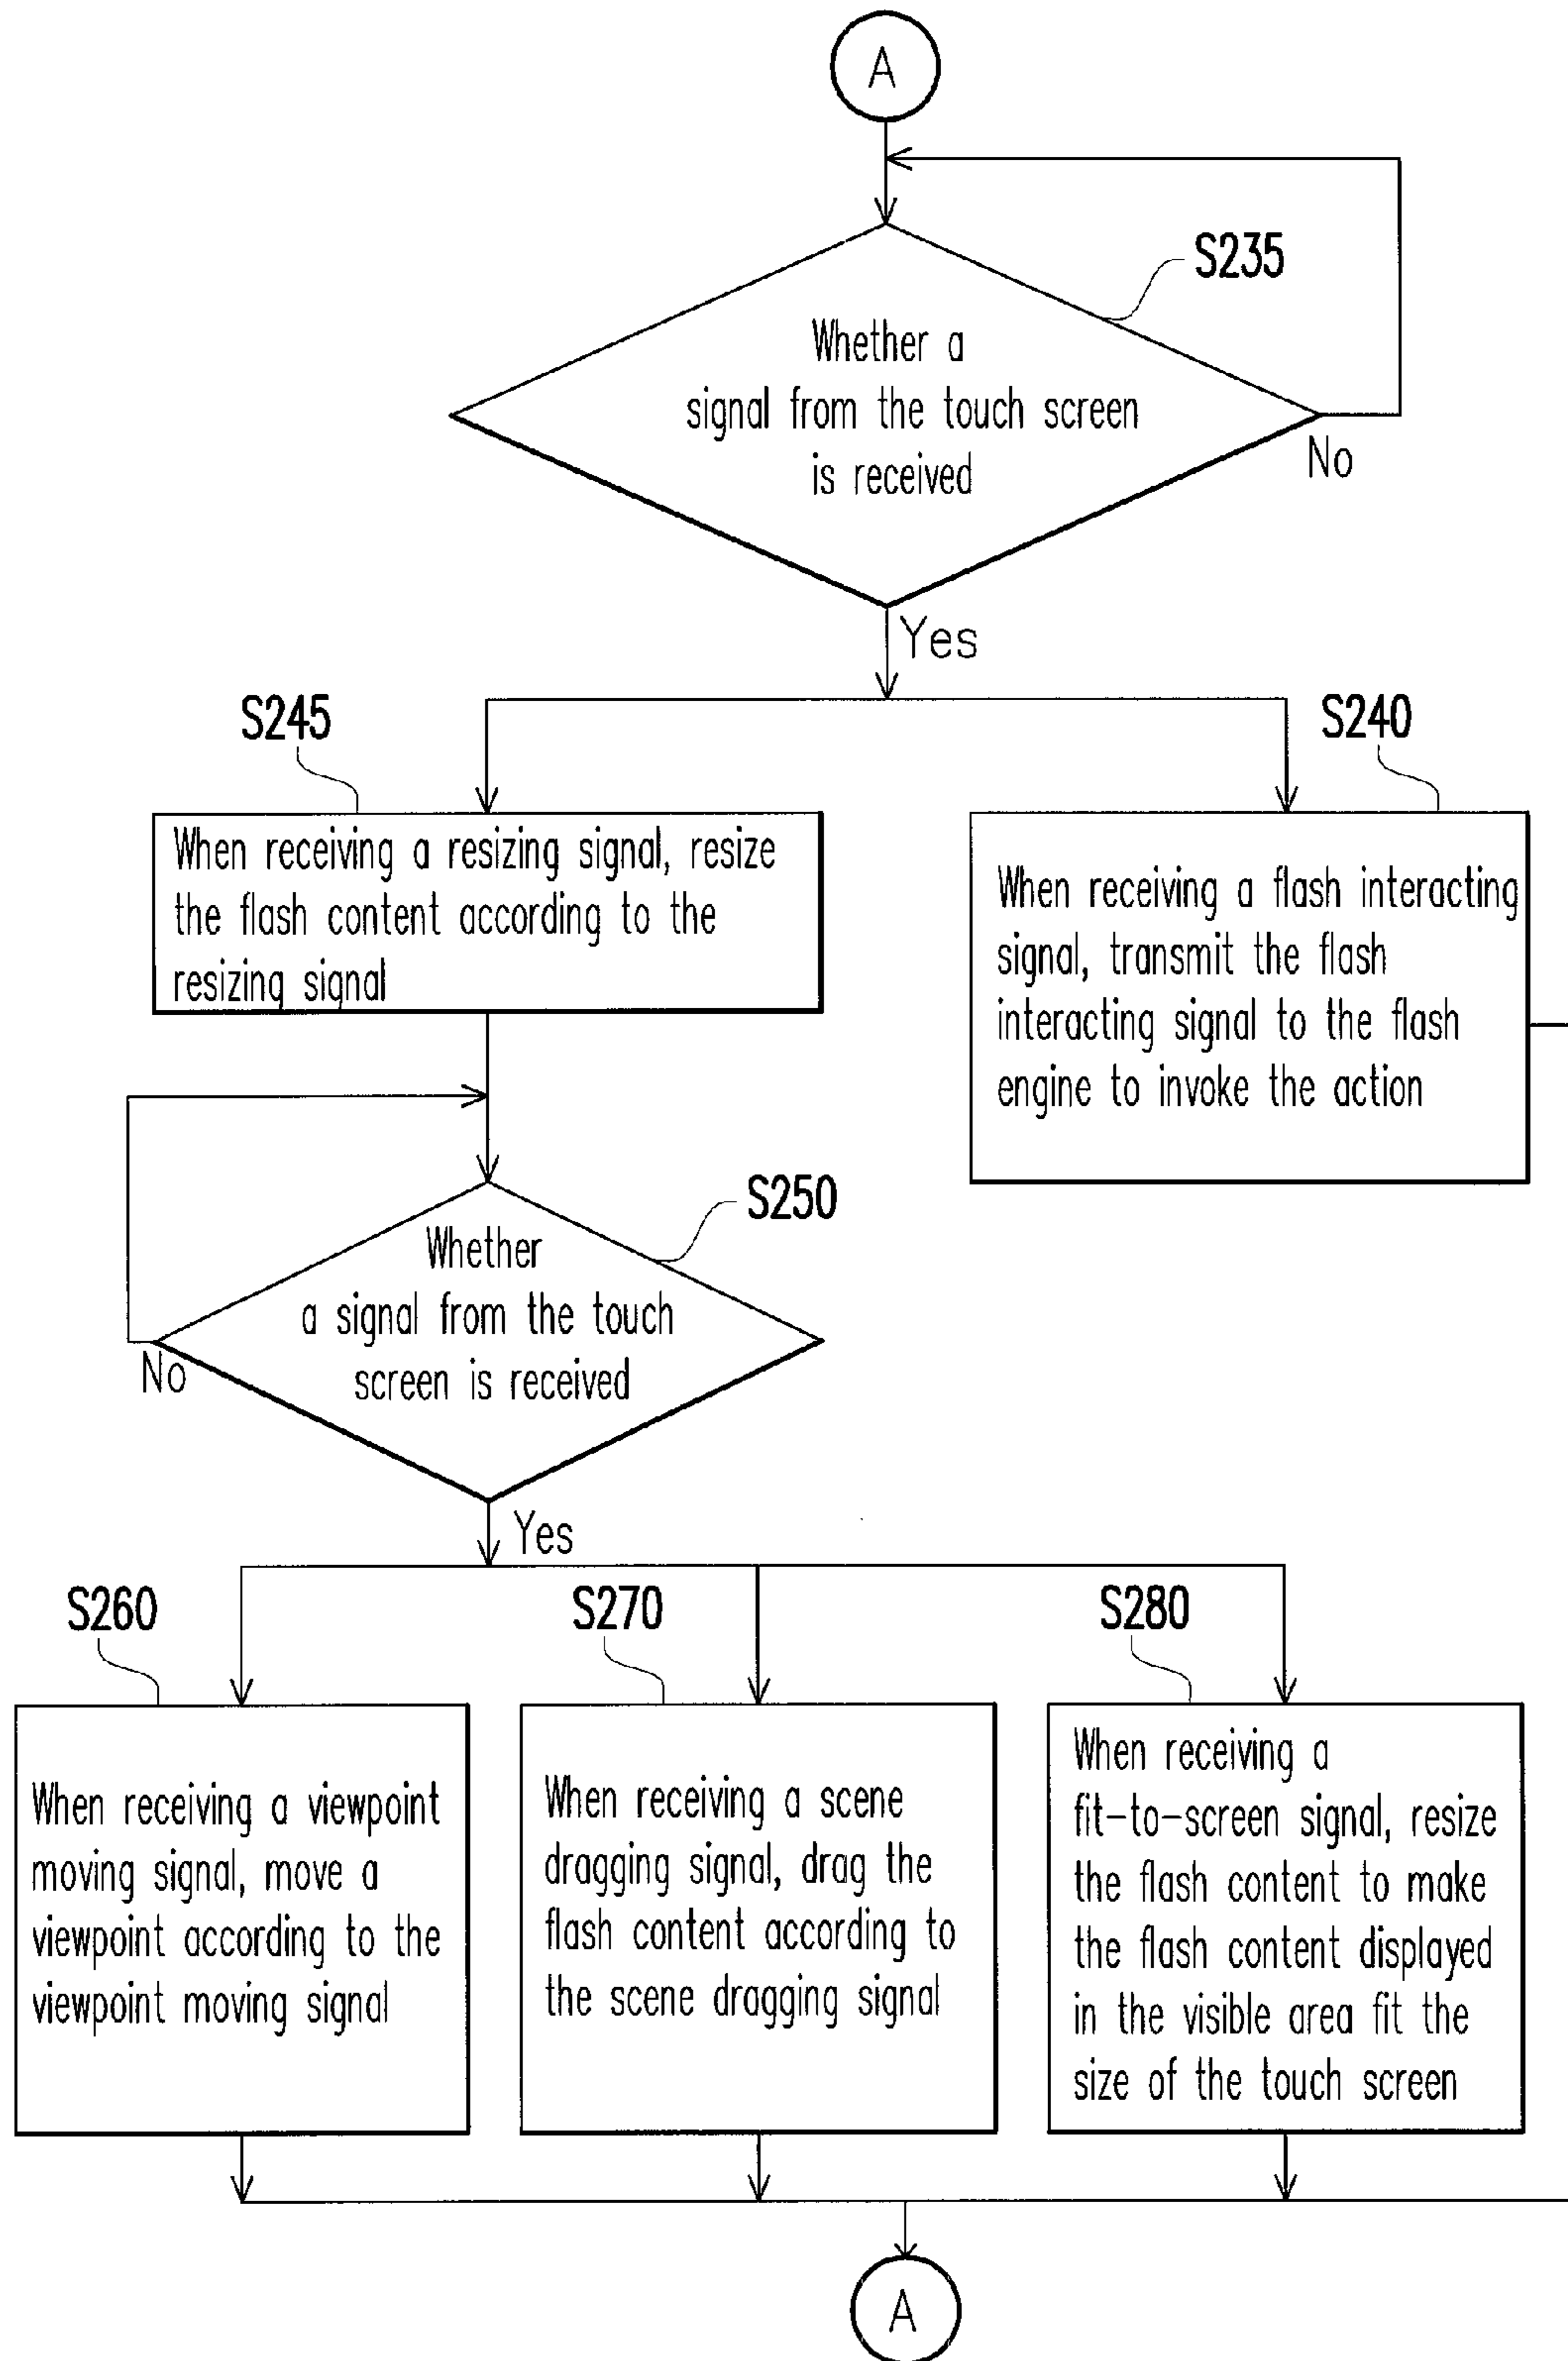 A
S235
Whether a
signal from the touch screen
is received
No
Yes
S245
S240
When receiving a resizing signal, resize
the flash content according to the
resizing signal
When receiving a flash interacting
signal, transmit the flash
interacting signal to the flash
engine to invoke the action
S250
Whether
a signal from the touch
screen is received
No
Yes
S260
S270
S280
When receiving a viewpoint
moving signal, move a
viewpoint according to the
viewpoint moving signal
When receiving a scene
dragging signal, drag the
flash content according to
the scene dragging signal
When receiving a
fit-to-screen signal, resize
the flash content to make
the flash content displayed
in the visible area fit the
size of the touch screen
A